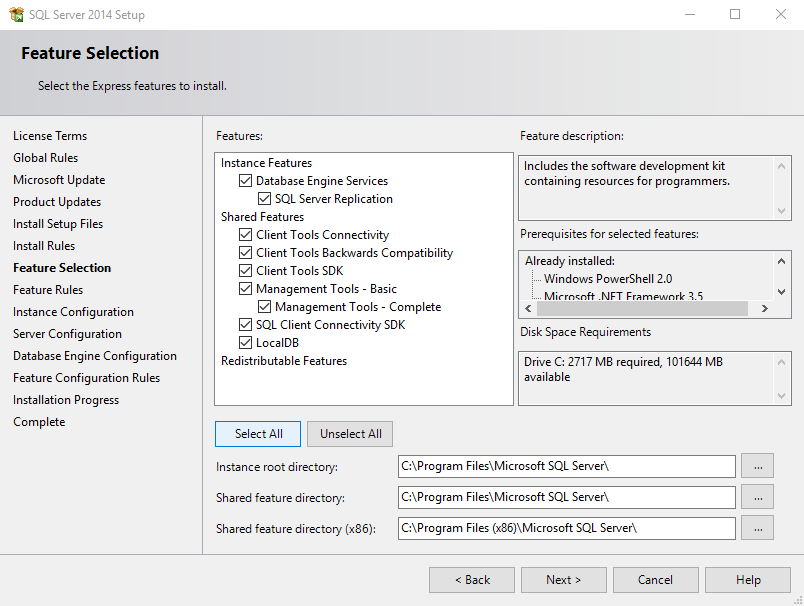 SQL Server 2014 Setup
Feature Selection
Select the Express features to install.
License Terms
Global Rules
Microsoft Update
Product Updates
Install Setup Files
Install Rules
Feature Selection
Feature Rules
Instance Configuration
Server Configuration
Database Engine Configuration
Feature Configuration Rules
Installation Progress
Complete
Features:
Instance Features
Database Engine Services
SQL Server Replication
Shared Features
Client Tools Connectivity
Client Tools Backwards Compatibility
Client Tools SDK
Management Tools - Basic
Management Tools - Complete
SQL Client Connectivity SDK
LocalDB
Redistributable Features
Feature description:
Includes the software development kit
containing resources for programmers.
Prerequisites for selected features:
Already installed:
Windows PowerShell 2.0
Microsoft .NET Framework 3.5
Disk Space Requirements
Drive C: 2717 MB required, 101644 MB
available
Select All
Unselect All
Instance root directory:
C:\Program Files\Microsoft SQL Server\
...
Shared feature directory:
C:\Program Files\Microsoft SQL Server\
...
Shared feature directory (x86):
C:\Program Files (x86)\Microsoft SQL Server\
...
< Back
Next >
Cancel
Help